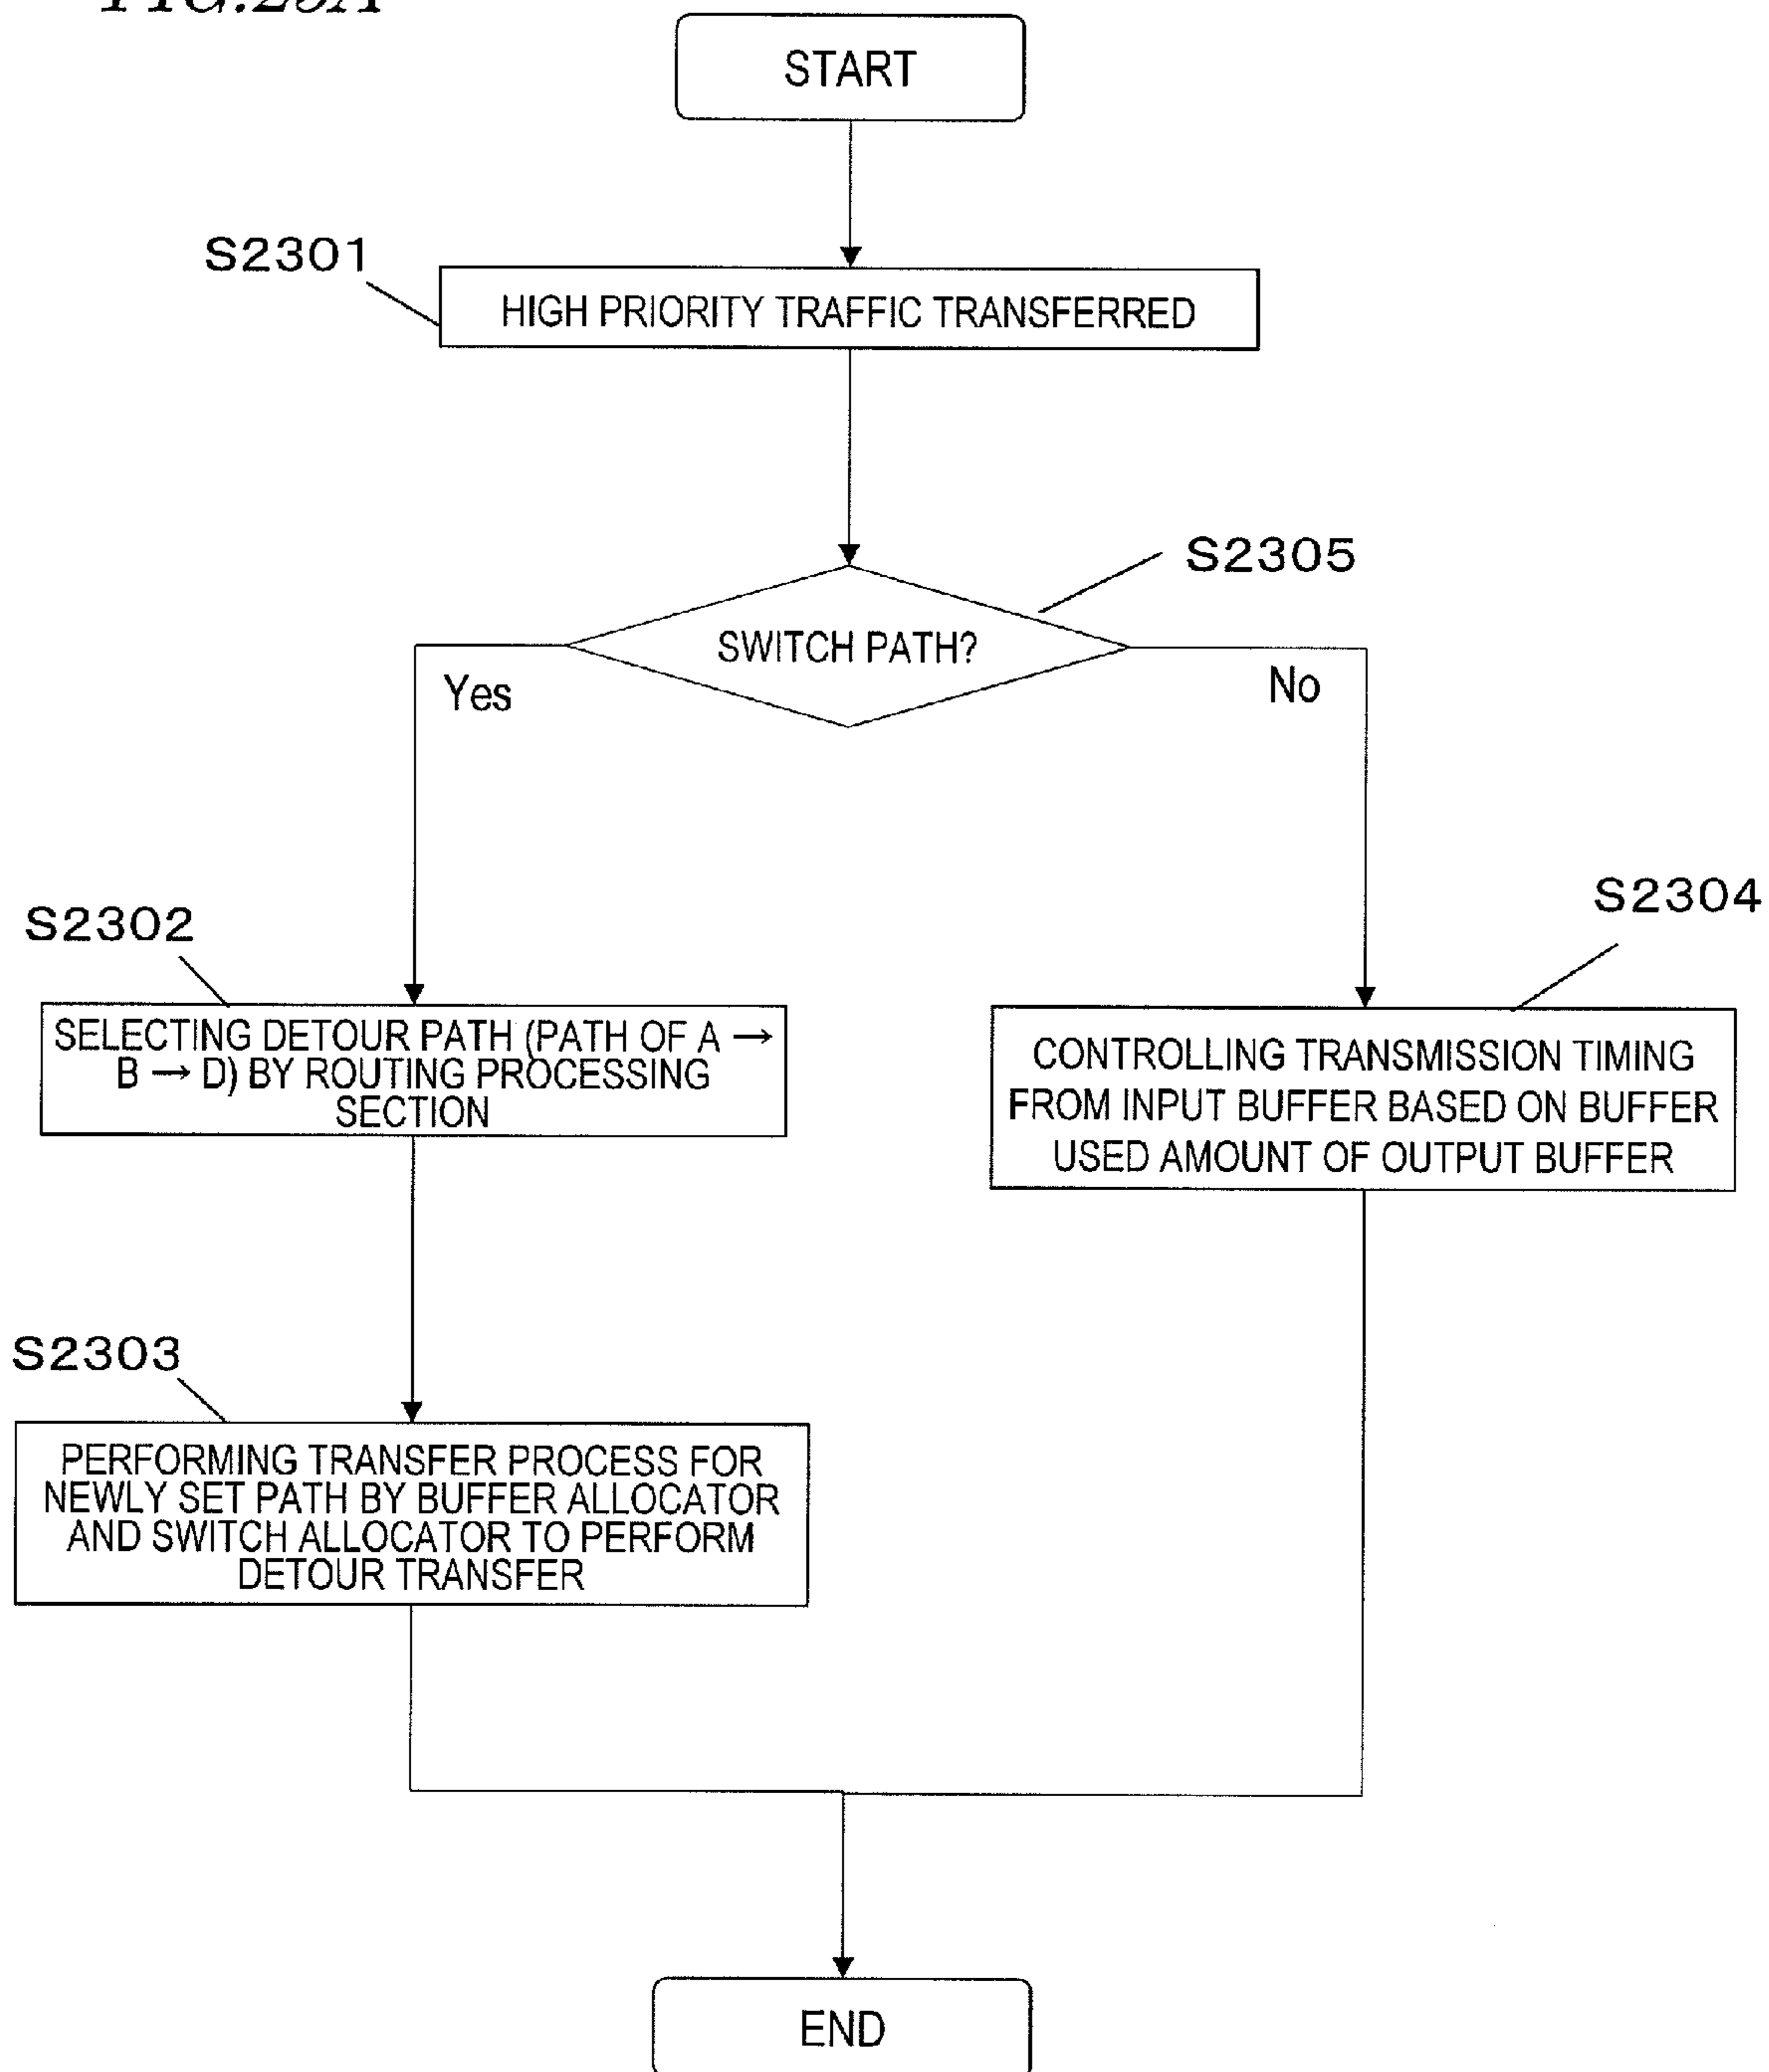 FIG.23A
START
S2301
HIGH PRIORITY TRAFFIC TRANSFERRED
S2305
SWITCH PATH?
Yes
No
S2302
SELECTING DETOUR PATH (PATH OF A →
B → D) BY ROUTING PROCESSING
SECTION
S2304
CONTROLLING TRANSMISSION TIMING
FROM INPUT BUFFER BASED ON BUFFER
USED AMOUNT OF OUTPUT BUFFER
S2303
PERFORMING TRANSFER PROCESS FOR
NEWLY SET PATH BY BUFFER ALLOCATOR
AND SWITCH ALLOCATOR TO PERFORM
DETOUR TRANSFER
END